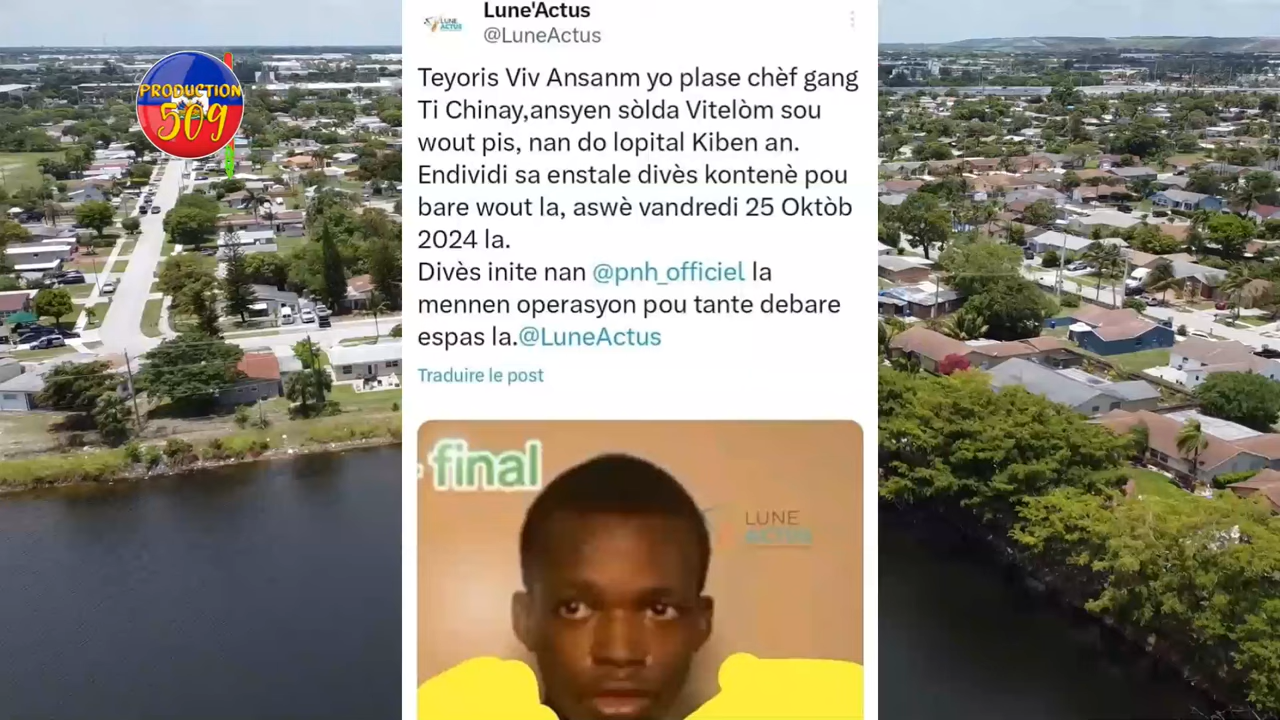 PRODUCTION
509
LUNE
ACTUS
Lune'Actus
@LuneActus
Teyoris Viv Ansanm yo plase chèf gang
Ti Chinay,ansyen sòlda Vitelòm sou
wout pis, nan do lopital Kiben an.
Endividi sa enstale divès kontenè pou
bare wout la, aswè vandredi 25 Oktòb
2024 la.
Divès inite nan @pnh_officiel la
mennen operasyon pou tante debare
espas la.@LuneActus
Traduire le post
final
LUNE
ACTUS